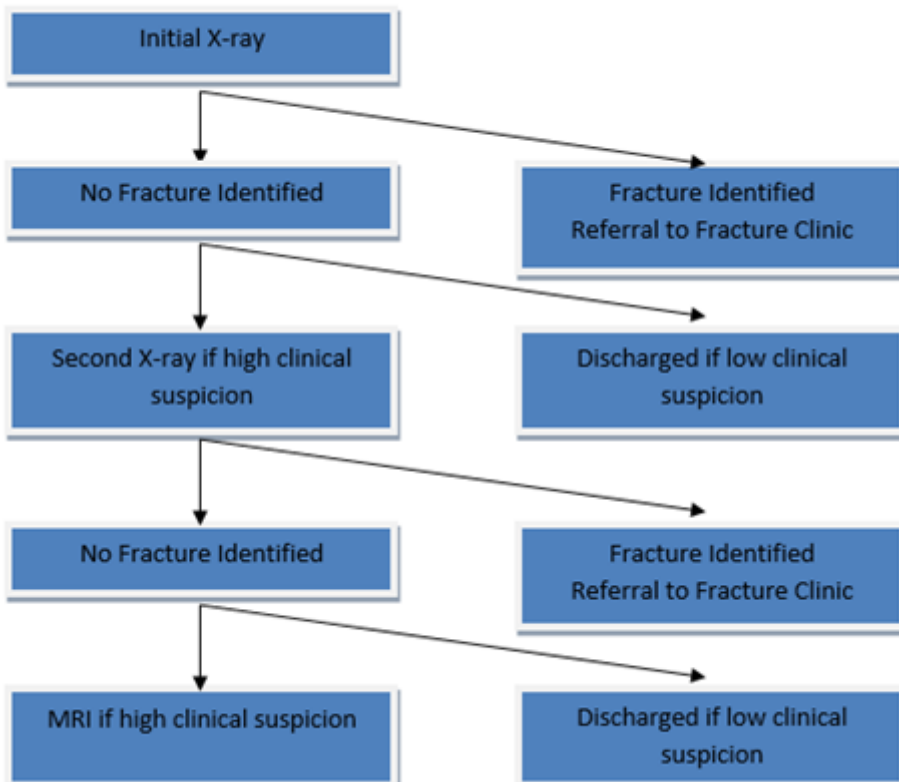 Initial X-ray
No Fracture Identified
Fracture Identified
Referral to Fracture Clinic
Second X-ray if high clinical
suspicion
Discharged if low clinical
suspicion
No Fracture Identified
Fracture Identified
Referral to Fracture Clinic
MRI if high clinical suspicion
Discharged if low clinical
suspicion